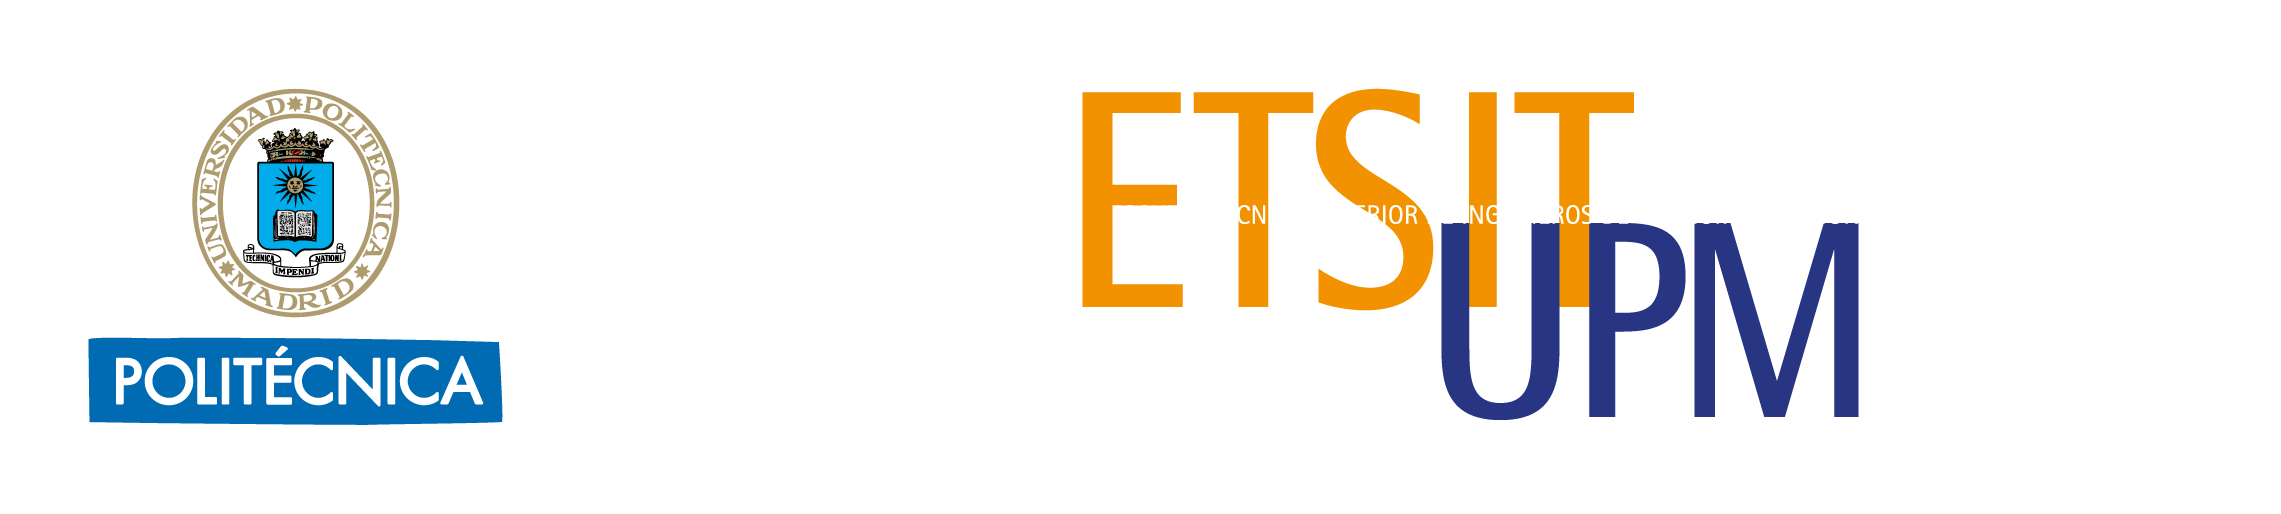 UNIVERSIDAD POLITECNICA
MADRID
TECHNICA IMPENDI NATIONI
POLITÉCNICA
ETSIT
UPM